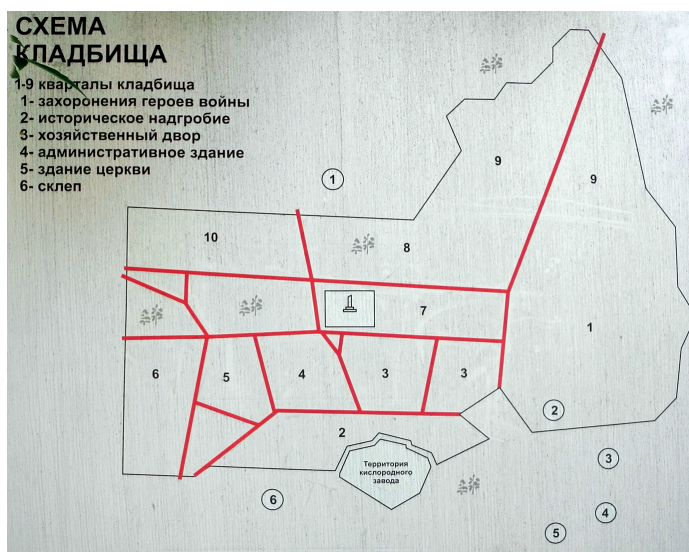 СХЕМА
КЛАДБИЩА
1-9 кварталы кладбища
1- захоронения героев войны
2- историческое надгробие
3- хозяйственный двор
4- административное здание
5- здание церкви
6- склеп
9
1
9
10
8
7
1
6
5
4
3
3
2
2
Территория
кислородного
завода
3
6
4
5